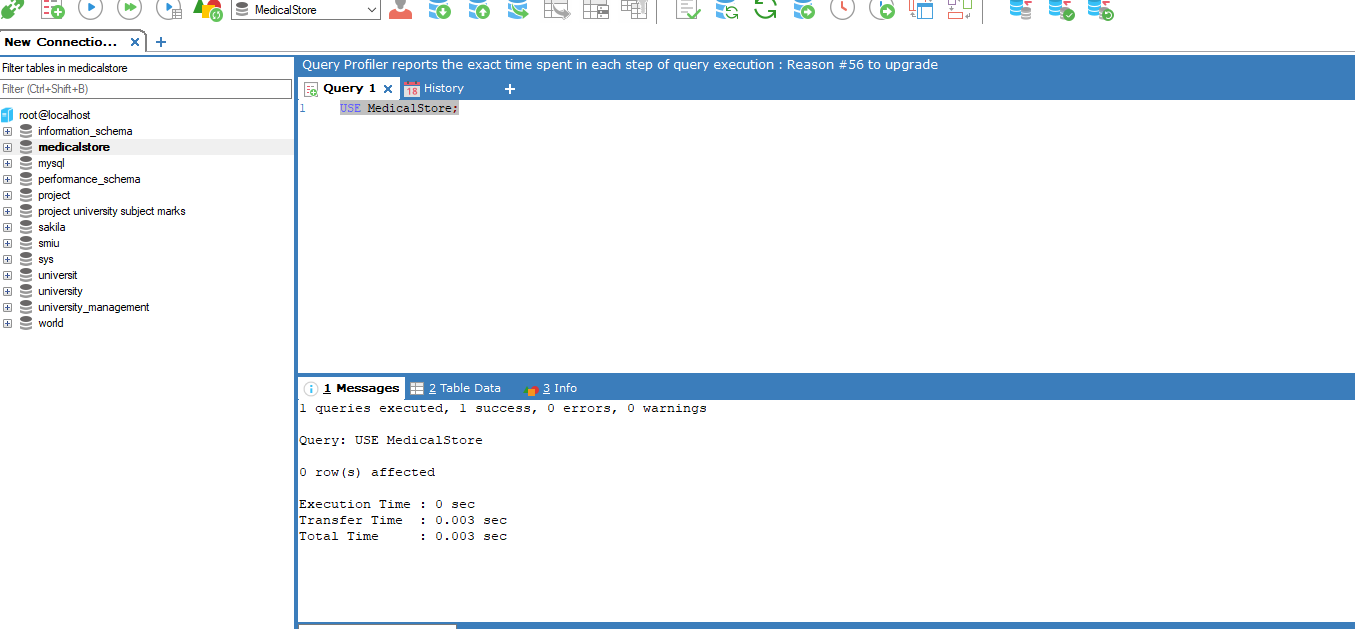 MedicalStore
New Connectio...
Filter tables in medicalstore
Filter (Ctrl+Shift+B)
root@localhost
information_schema
medicalstore
mysql
performance_schema
project
project university subject marks
sakila
smiu
sys
universit
university
university_management
world
Query Profiler reports the exact time spent in each step of query execution : Reason #56 to upgrade
Query 1
18 History
1 USE MedicalStore;
1 Messages
2 Table Data
3 Info
1 queries executed, 1 success, 0 errors, 0 warnings
Query: USE MedicalStore
0 row(s) affected
Execution Time : 0 sec
Transfer Time : 0.003 sec
Total Time : 0.003 sec